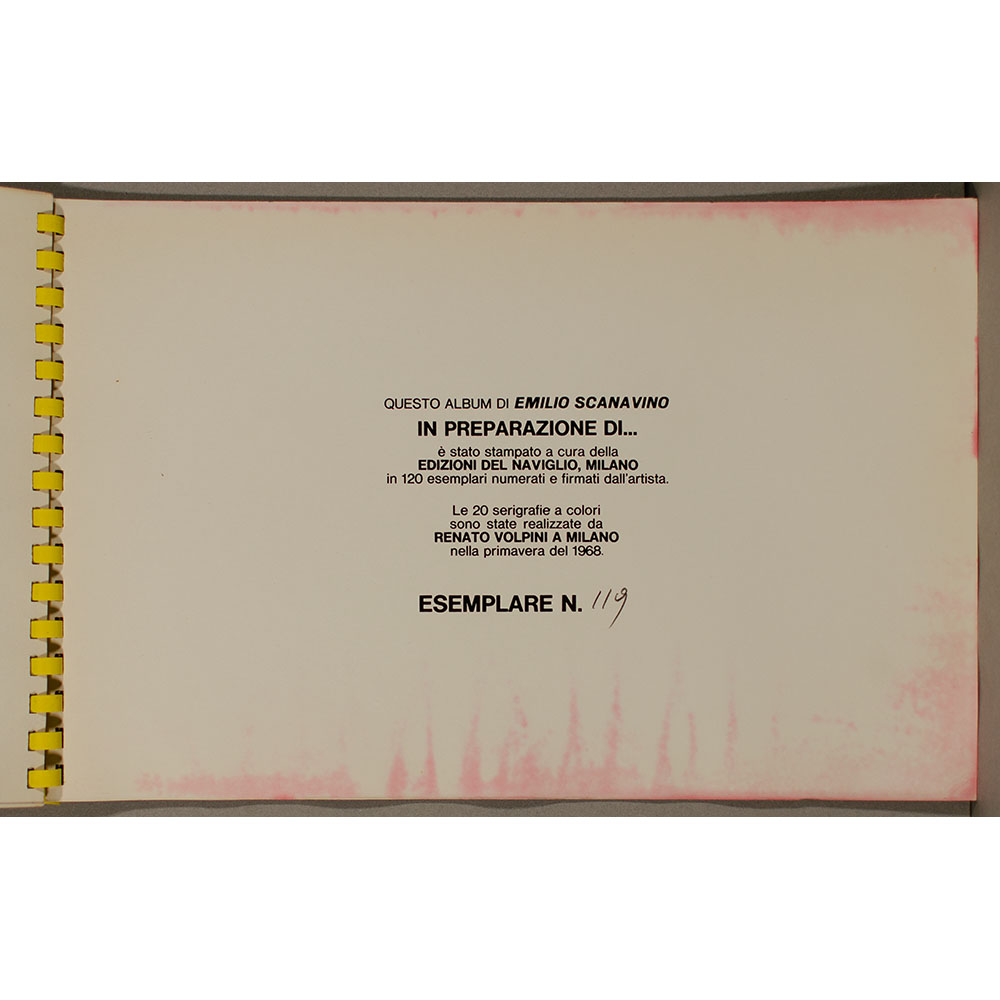 QUESTO ALBUM DI EMILIO SCANAVINO
IN PREPARAZIONE DI...
è stato stampato a cura della
EDIZIONI DEL NAVIGLIO, MILANO
in 120 esemplari numerati e firmati dall'artista.
Le 20 serigrafie a colori
sono state realizzate da
RENATO VOLPINI A MILANO
nella primavera del 1968.
ESEMPLARE N. 119